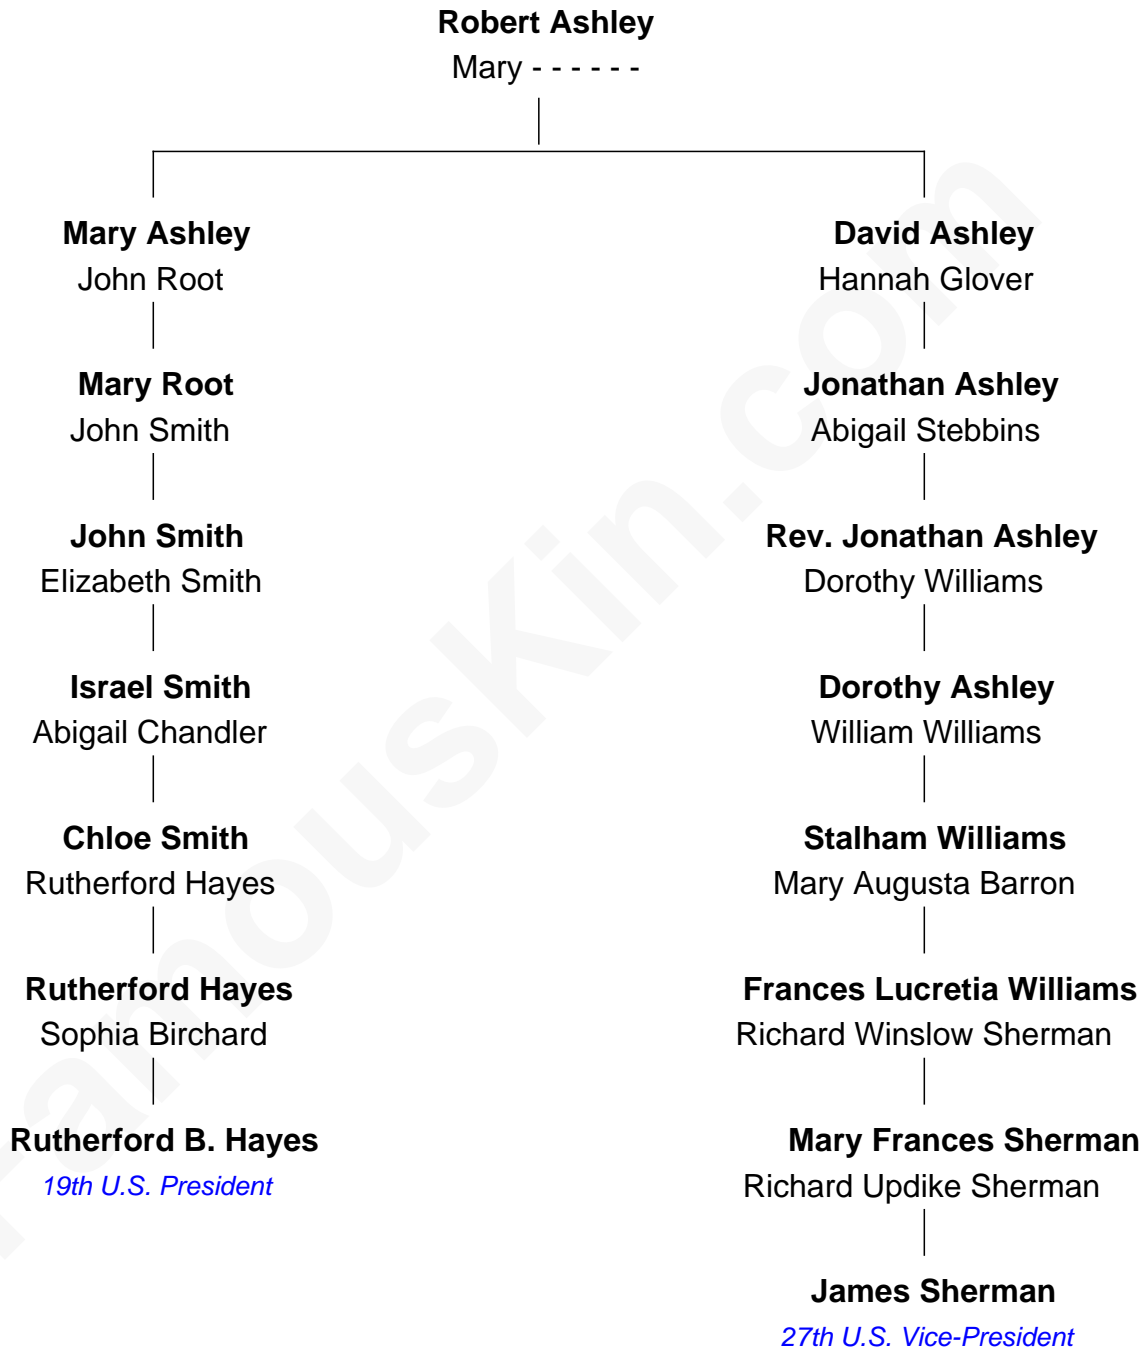 Robert Ashley
Mary - - - - - -
Mary Ashley
John Root
David Ashley
Hannah Glover
Mary Root
John Smith
Jonathan Ashley
Abigail Stebbins
John Smith
Elizabeth Smith
Rev. Jonathan Ashley
Dorothy Williams
Israel Smith
Abigail Chandler
Dorothy Ashley
William Williams
Chloe Smith
Rutherford Hayes
Stalham Williams
Mary Augusta Barron
Rutherford Hayes
Sophia Birchard
Frances Lucretia Williams
Richard Winslow Sherman
Rutherford B. Hayes
19th U.S. President
Mary Frances Sherman
Richard Updike Sherman
James Sherman
27th U.S. Vice-President
FamousKin.com